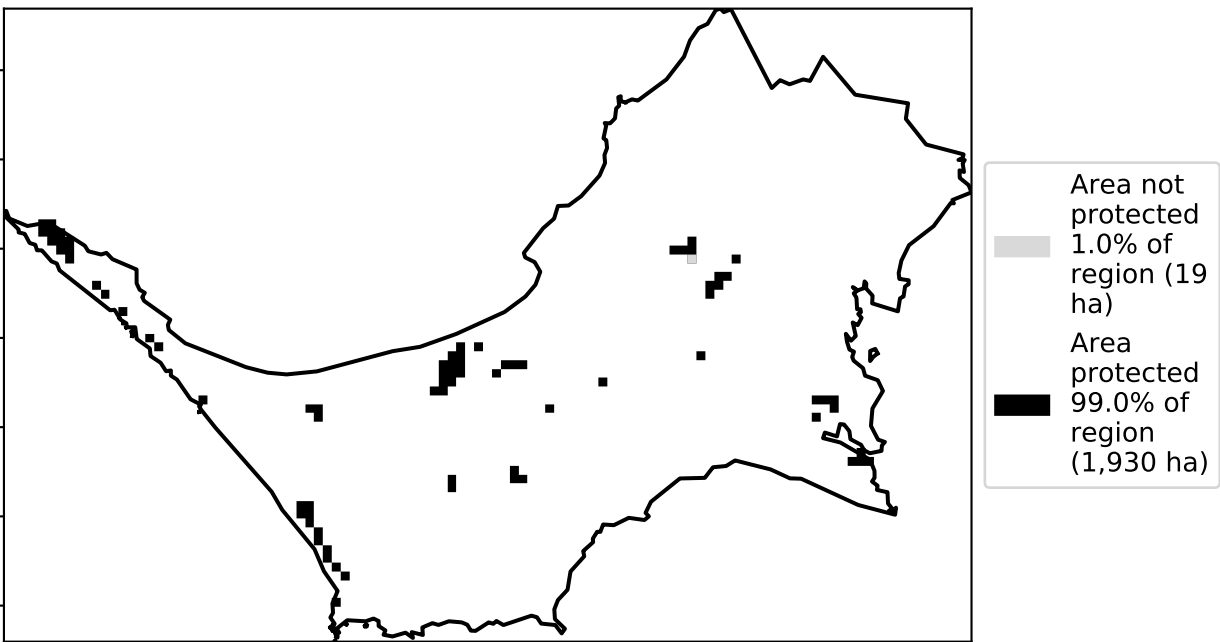 Area not
protected
1.0% of
region (19
ha)
Area
protected
99.0% of
region
(1,930 ha)